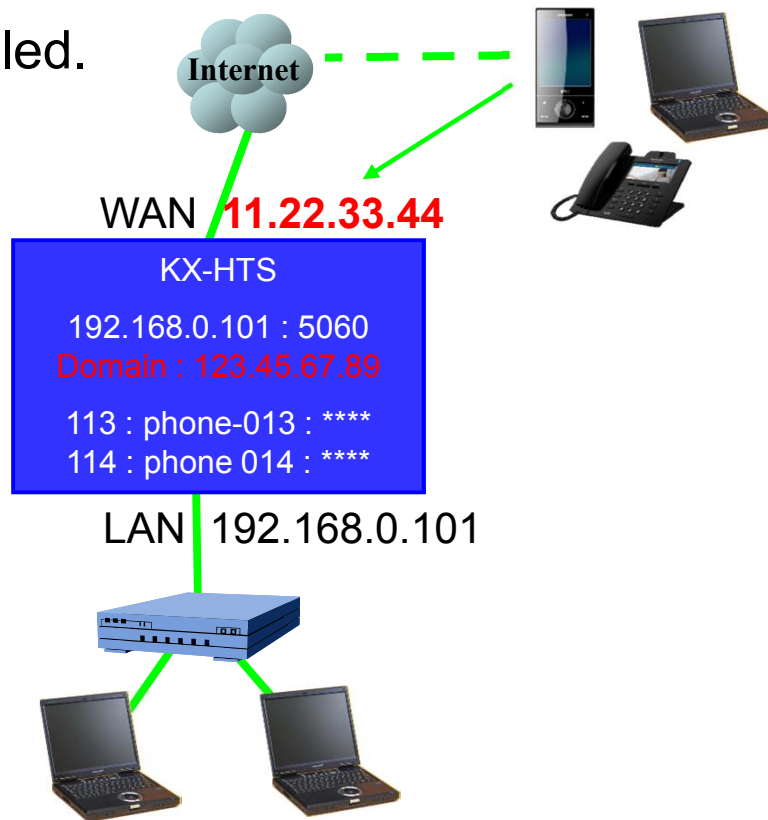 led.
Internet
WAN 11.22.33.44
KX-HTS
192.168.0.101 : 5060
Domain : 123.45.67.89
113 : phone-013 : ****
114 : phone 014 : ****
LAN 192.168.0.101